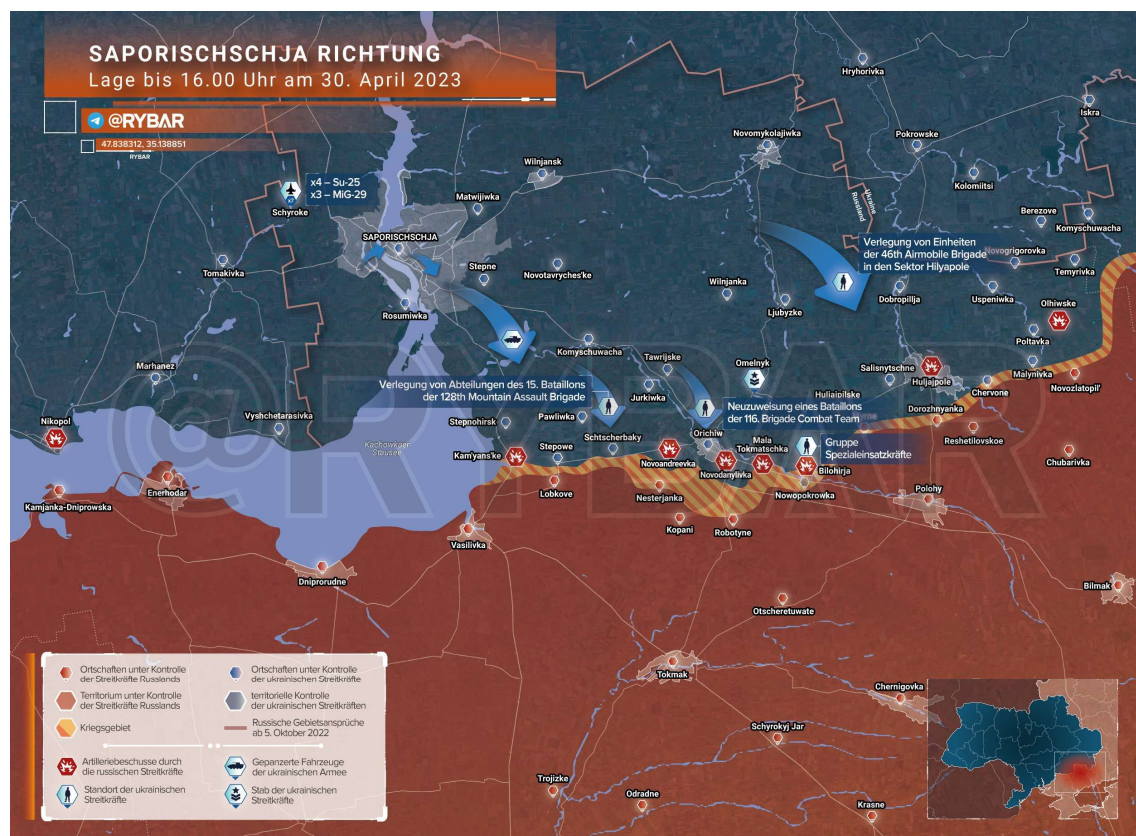 SAPORISCHSCHJA RICHTUNG
Lage bis 16.00 Uhr am 30. April 2023
@RYBAR
47.838312, 35.138851
RYBAR
Hryhorivka
Iskra
Novomykolajiwka
Pokrowske
Wilnjansk
Kolomiitsi
x4 – Su-25
x3 – MiG-29
x7
Schyroke
Matwijiwka
Ukraine
Russland
Berezove
Komyschuwacha
SAPORISCHSCHJA
Verlegung von Einheiten
der 46th Airmobile Brigade
in den Sektor Hilyapole
Novogrigorovka
Tomakivka
Stepne
Novotavryches'ke
Temyrivka
Wilnjanka
Ljubyzke
Dobropillja
Uspeniwka
Rosumiwka
Olhiwske
Poltavka
Komyschuwacha
Tawrijske
Omelnyk
Marhanez
Malynivka
Salisnytschne
Huljajpole
Verlegung von Abteilungen des 15. Bataillons
der 128th Mountain Assault Brigade
Jurkiwka
Huliaipilske
Chervone
Novozlatopil'
Vyshchetarasivka
Stepnohirsk
Pawliwka
Neuzuweisung eines Bataillons
der 116. Brigade Combat Team
Dorozhnyanka
Nikopol
Kachowkaer
Stausee
Schtscherbaky
Orichiw
Reshetilovskoe
Kam'yans'ke
Stepowe
Novoandreevka
Novodanylivka
Mala
Tokmatschka
Gruppe
Spezialeinsatzkräfte
Bilohirja
Chubarivka
Enerhodar
Lobkove
Nesterjanka
Nowopokrowka
Kamjanka-Dniprowska
Polohy
Kopani
Robotyne
Vasilivka
@RYBAR
Dniprorudne
Bilmak
Otscheretuwate
Tokmak
Chernigovka
Schyrokyj Jar
Trojizke
Odradne
Krasne
Ortschaften unter Kontrolle
der Streitkräfte Russlands
Ortschaften unter Kontrolle
der ukrainischen Streitkräfte
Territorium unter Kontrolle
der Streitkräfte Russlands
territorielle Kontrolle
der ukrainischen Streitkräften
Kriegsgebiet
Russische Gebietsansprüche
ab 5. Oktober 2022
Artilleriebeschusse durch
die russischen Streitkräfte
Gepanzerte Fahrzeuge
der ukrainischen Armee
Standort der ukrainischen
Streitkräfte
Stab der ukrainischen
Streitkräfte